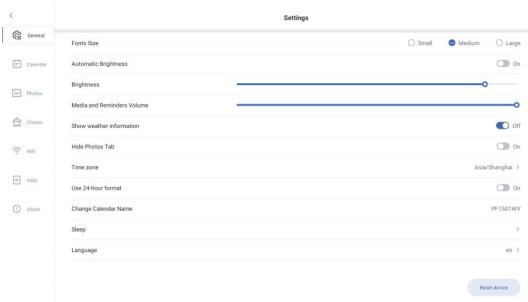 Settings
General
Calendar
Photos
Chores
Wifi
Help
About
Fonts Size Small Medium Large
Automatic Brightness On
Brightness
Media and Reminders Volume
Show weather information Off
Hide Photos Tab On
Time zone Asia/Shanghai >
Use 24-hour format On
Change Calendar Name PF1501WV
Sleep >
Language en >
Reset device